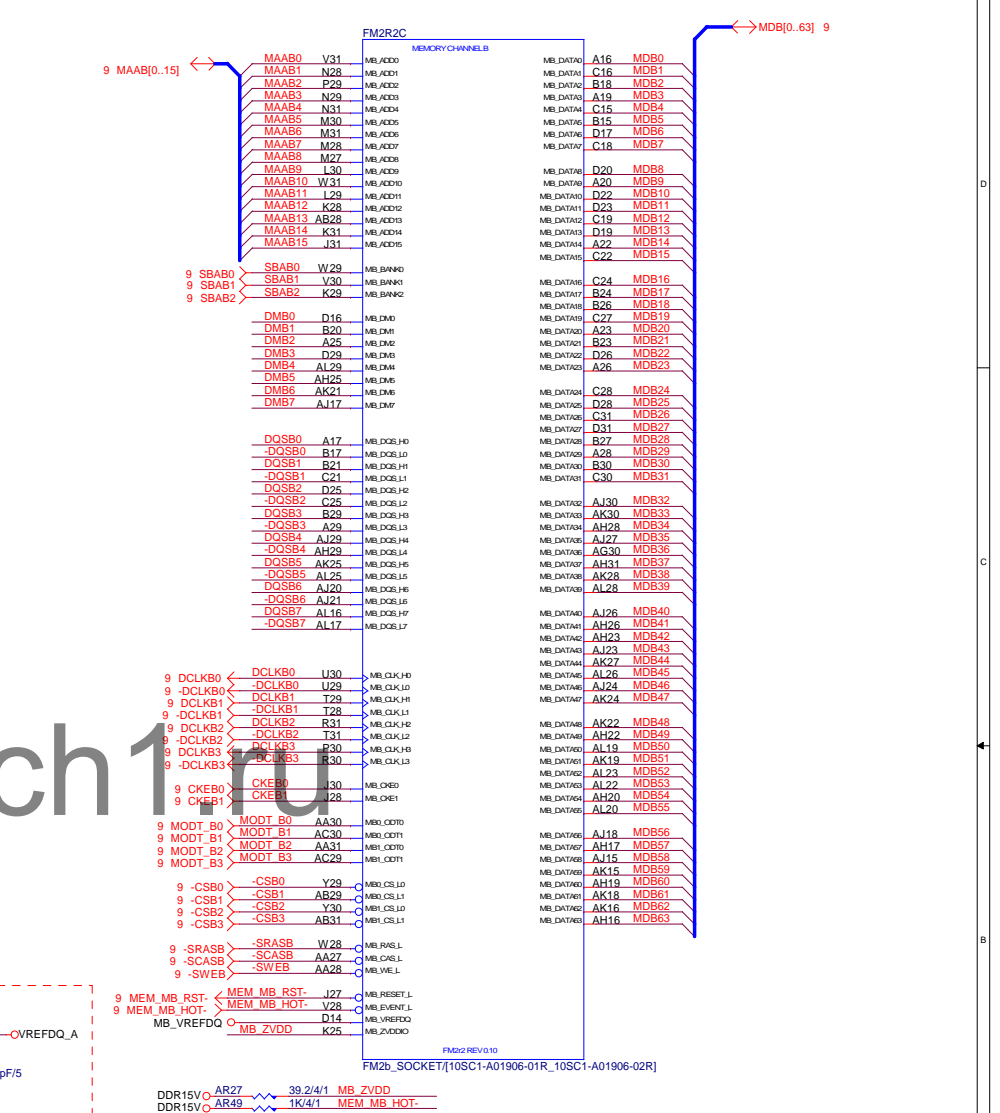 FM2R2C
MEMORY CHANNEL B
MDB[0..63] 9
9 MAAB[0..15]
MAAB0 V31 MB_ADD0 MB_DATA0 A16 MDB0
MAAB1 N28 MB_ADD1 MB_DATA1 C16 MDB1
MAAB2 P29 MB_ADD2 MB_DATA2 B18 MDB2
MAAB3 N29 MB_ADD3 MB_DATA3 A19 MDB3
MAAB4 N31 MB_ADD4 MB_DATA4 C15 MDB4
MAAB5 M30 MB_ADD5 MB_DATA5 B15 MDB5
MAAB6 M31 MB_ADD6 MB_DATA6 D17 MDB6
MAAB7 M28 MB_ADD7 MB_DATA7 C18 MDB7
MAAB8 M27 MB_ADD8
MAAB9 L30 MB_ADD9 MB_DATA8 D20 MDB8
MAAB10 W31 MB_ADD10 MB_DATA9 A20 MDB9
MAAB11 L29 MB_ADD11 MB_DATA10 D22 MDB10
MAAB12 K28 MB_ADD12 MB_DATA11 D23 MDB11
MAAB13 AB28 MB_ADD13 MB_DATA12 C19 MDB12
MAAB14 K31 MB_ADD14 MB_DATA13 D19 MDB13
MAAB15 J31 MB_ADD15 MB_DATA14 A22 MDB14
MB_DATA15 C22 MDB15
9 SBAB0 SBAB0 W29 MB_BANK0
9 SBAB1 SBAB1 V30 MB_BANK1 MB_DATA16 C24 MDB16
9 SBAB2 SBAB2 K29 MB_BANK2 MB_DATA17 B24 MDB17
MB_DATA18 B26 MDB18
DMB0 D16 MB_DM0 MB_DATA19 C27 MDB19
DMB1 B20 MB_DM1 MB_DATA20 A23 MDB20
DMB2 A25 MB_DM2 MB_DATA21 B23 MDB21
DMB3 D29 MB_DM3 MB_DATA22 D26 MDB22
DMB4 AL29 MB_DM4 MB_DATA23 A26 MDB23
DMB5 AH25 MB_DM5
DMB6 AK21 MB_DM6 MB_DATA24 C28 MDB24
DMB7 AJ17 MB_DM7 MB_DATA25 D28 MDB25
MB_DATA26 C31 MDB26
MB_DATA27 D31 MDB27
DQSB0 A17 MB_DQS_H0 MB_DATA28 B27 MDB28
-DQSB0 B17 MB_DQS_L0 MB_DATA29 A28 MDB29
DQSB1 B21 MB_DQS_H1 MB_DATA30 B30 MDB30
-DQSB1 C21 MB_DQS_L1 MB_DATA31 C30 MDB31
DQSB2 D25 MB_DQS_H2
-DQSB2 C25 MB_DQS_L2 MB_DATA32 AJ30 MDB32
DQSB3 B29 MB_DQS_H3 MB_DATA33 AK30 MDB33
-DQSB3 A29 MB_DQS_L3 MB_DATA34 AH28 MDB34
DQSB4 AJ29 MB_DQS_H4 MB_DATA35 AJ27 MDB35
-DQSB4 AH29 MB_DQS_L4 MB_DATA36 AG30 MDB36
DQSB5 AK25 MB_DQS_H5 MB_DATA37 AH31 MDB37
-DQSB5 AL25 MB_DQS_L5 MB_DATA38 AK28 MDB38
DQSB6 AJ20 MB_DQS_H6 MB_DATA39 AL28 MDB39
-DQSB6 AJ21 MB_DQS_L6
DQSB7 AL16 MB_DQS_H7 MB_DATA40 AJ26 MDB40
-DQSB7 AL17 MB_DQS_L7 MB_DATA41 AH26 MDB41
MB_DATA42 AH23 MDB42
MB_DATA43 AJ23 MDB43
MB_DATA44 AK27 MDB44
9 DCLKB0 DCLKB0 U30 MB_CLK_H0 MB_DATA45 AL26 MDB45
9 -DCLKB0 -DCLKB0 U29 MB_CLK_L0 MB_DATA46 AJ24 MDB46
9 DCLKB1 DCLKB1 T29 MB_CLK_H1 MB_DATA47 AK24 MDB47
9 -DCLKB1 -DCLKB1 T28 MB_CLK_L1
9 DCLKB2 DCLKB2 R31 MB_CLK_H2 MB_DATA48 AK22 MDB48
9 -DCLKB2 -DCLKB2 T31 MB_CLK_L2 MB_DATA49 AH22 MDB49
9 DCLKB3 DCLKB3 P30 MB_CLK_H3 MB_DATA50 AL19 MDB50
9 -DCLKB3 -DCLKB3 R30 MB_CLK_L3 MB_DATA51 AK19 MDB51
MB_DATA52 AL23 MDB52
9 CKEB0 CKEB0 J30 MB_CKE0 MB_DATA53 AL22 MDB53
9 CKEB1 CKEB1 J28 MB_CKE1 MB_DATA54 AH20 MDB54
MB_DATA55 AL20 MDB55
9 MODT_B0 MODT_B0 AA30 MB0_ODT0
9 MODT_B1 MODT_B1 AC30 MB0_ODT1 MB_DATA56 AJ18 MDB56
9 MODT_B2 MODT_B2 AA31 MB1_ODT0 MB_DATA57 AH17 MDB57
9 MODT_B3 MODT_B3 AC29 MB1_ODT1 MB_DATA58 AJ15 MDB58
MB_DATA59 AK15 MDB59
9 -CSB0 -CSB0 Y29 MB0_CS_L0 MB_DATA60 AH19 MDB60
9 -CSB1 -CSB1 AB29 MB0_CS_L1 MB_DATA61 AK18 MDB61
9 -CSB2 -CSB2 Y30 MB1_CS_L0 MB_DATA62 AK16 MDB62
9 -CSB3 -CSB3 AB31 MB1_CS_L1 MB_DATA63 AH16 MDB63
9 -SRASB -SRASB W28 MB_RAS_L
9 -SCASB -SCASB AA27 MB_CAS_L
9 -SWEB -SWEB AA28 MB_WE_L
9 MEM_MB_RST- MEM_MB_RST- J27 MB_RESET_L
9 MEM_MB_HOT- MEM_MB_HOT- V28 MB_EVENT_L
MB_VREFDQ D14 MB_VREFDQ
MB_ZVDD K25 MB_ZVDDIO
FM2r2 REV 0.10
FM2b_SOCKET/[10SC1-A01906-01R_10SC1-A01906-02R]
DDR15V AR27 39.2/4/1 MB_ZVDD
DDR15V AR49 1K/4/1 MEM_MB_HOT-
VREFDQ_A
pF/5
ch1.ru
D
C
B